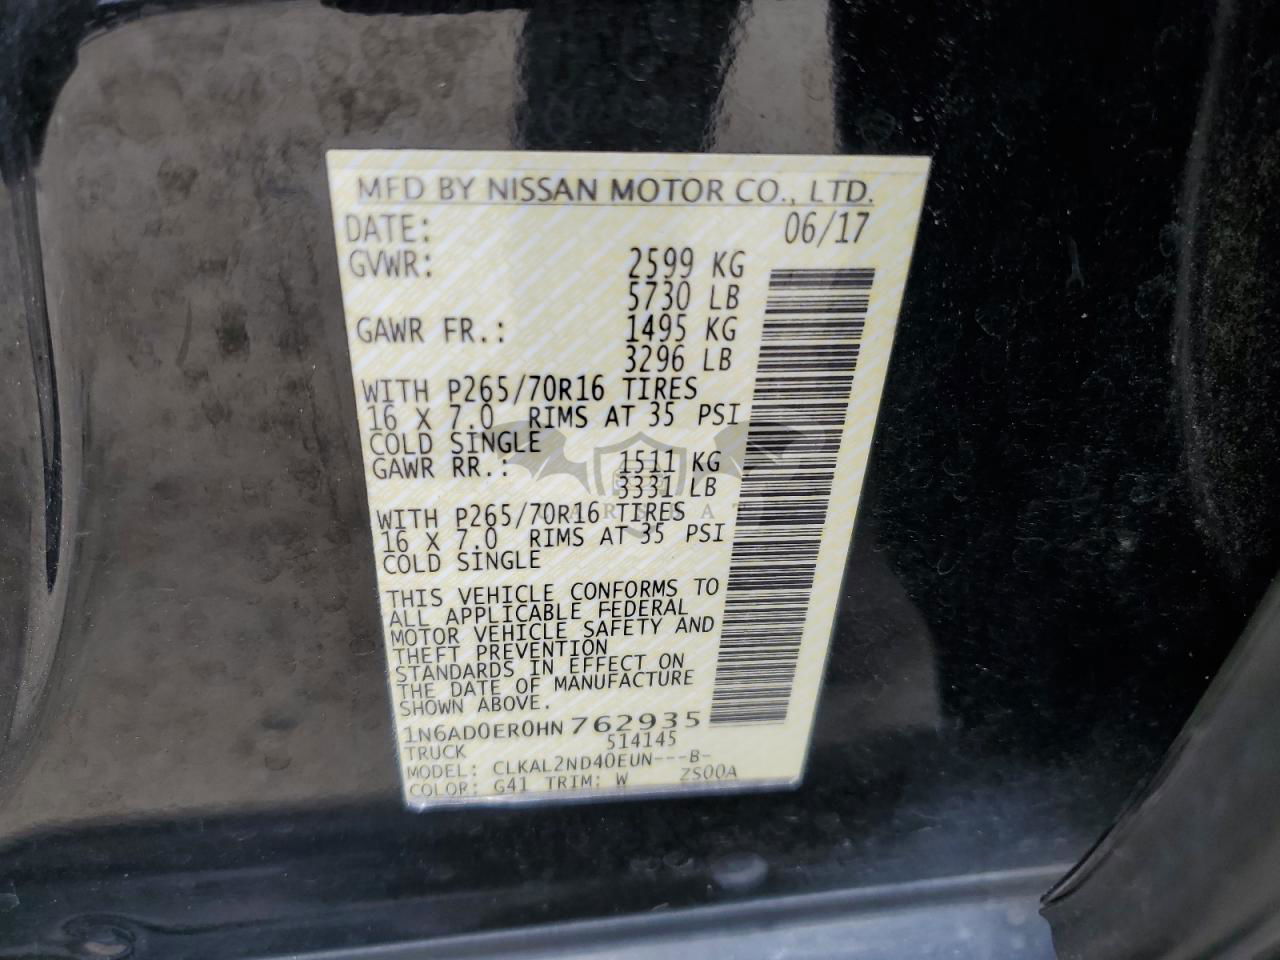 MFD BY NISSAN MOTOR CO., LTD.
DATE: 06/17
GVWR: 2599 KG
5730 LB
GAWR FR.: 1495 KG
3296 LB
WITH P265/70R16 TIRES
16 X 7.0 RIMS AT 35 PSI
COLD SINGLE
GAWR RR.: 1511 KG
3331 LB
WITH P265/70R16 TIRES
16 X 7.0 RIMS AT 35 PSI
COLD SINGLE
THIS VEHICLE CONFORMS TO
ALL APPLICABLE FEDERAL
MOTOR VEHICLE SAFETY AND
THEFT PREVENTION
STANDARDS IN EFFECT ON
THE DATE OF MANUFACTURE
SHOWN ABOVE.
1N6AD0ER0HN762935
TRUCK 514145
MODEL: CLKAL2ND40EUN---B-
COLOR: G41 TRIM: W ZS00A